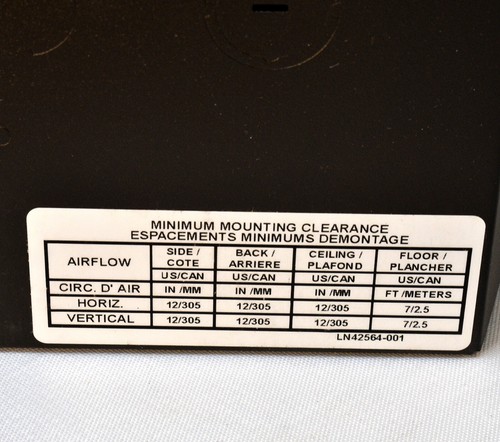 MINIMUM MOUNTING CLEARANCE
ESPACEMENTS MINIMUMS DEMONTAGE
AIRFLOW SIDE / COTE BACK / ARRIERE CEILING / PLAFOND FLOOR / PLANCHER
US/CAN US/CAN US/CAN US/CAN
CIRC. D' AIR IN /MM IN /MM IN /MM FT /METERS
HORIZ. 12/305 12/305 12/305 7/2.5
VERTICAL 12/305 12/305 12/305 7/2.5
LN42564-001